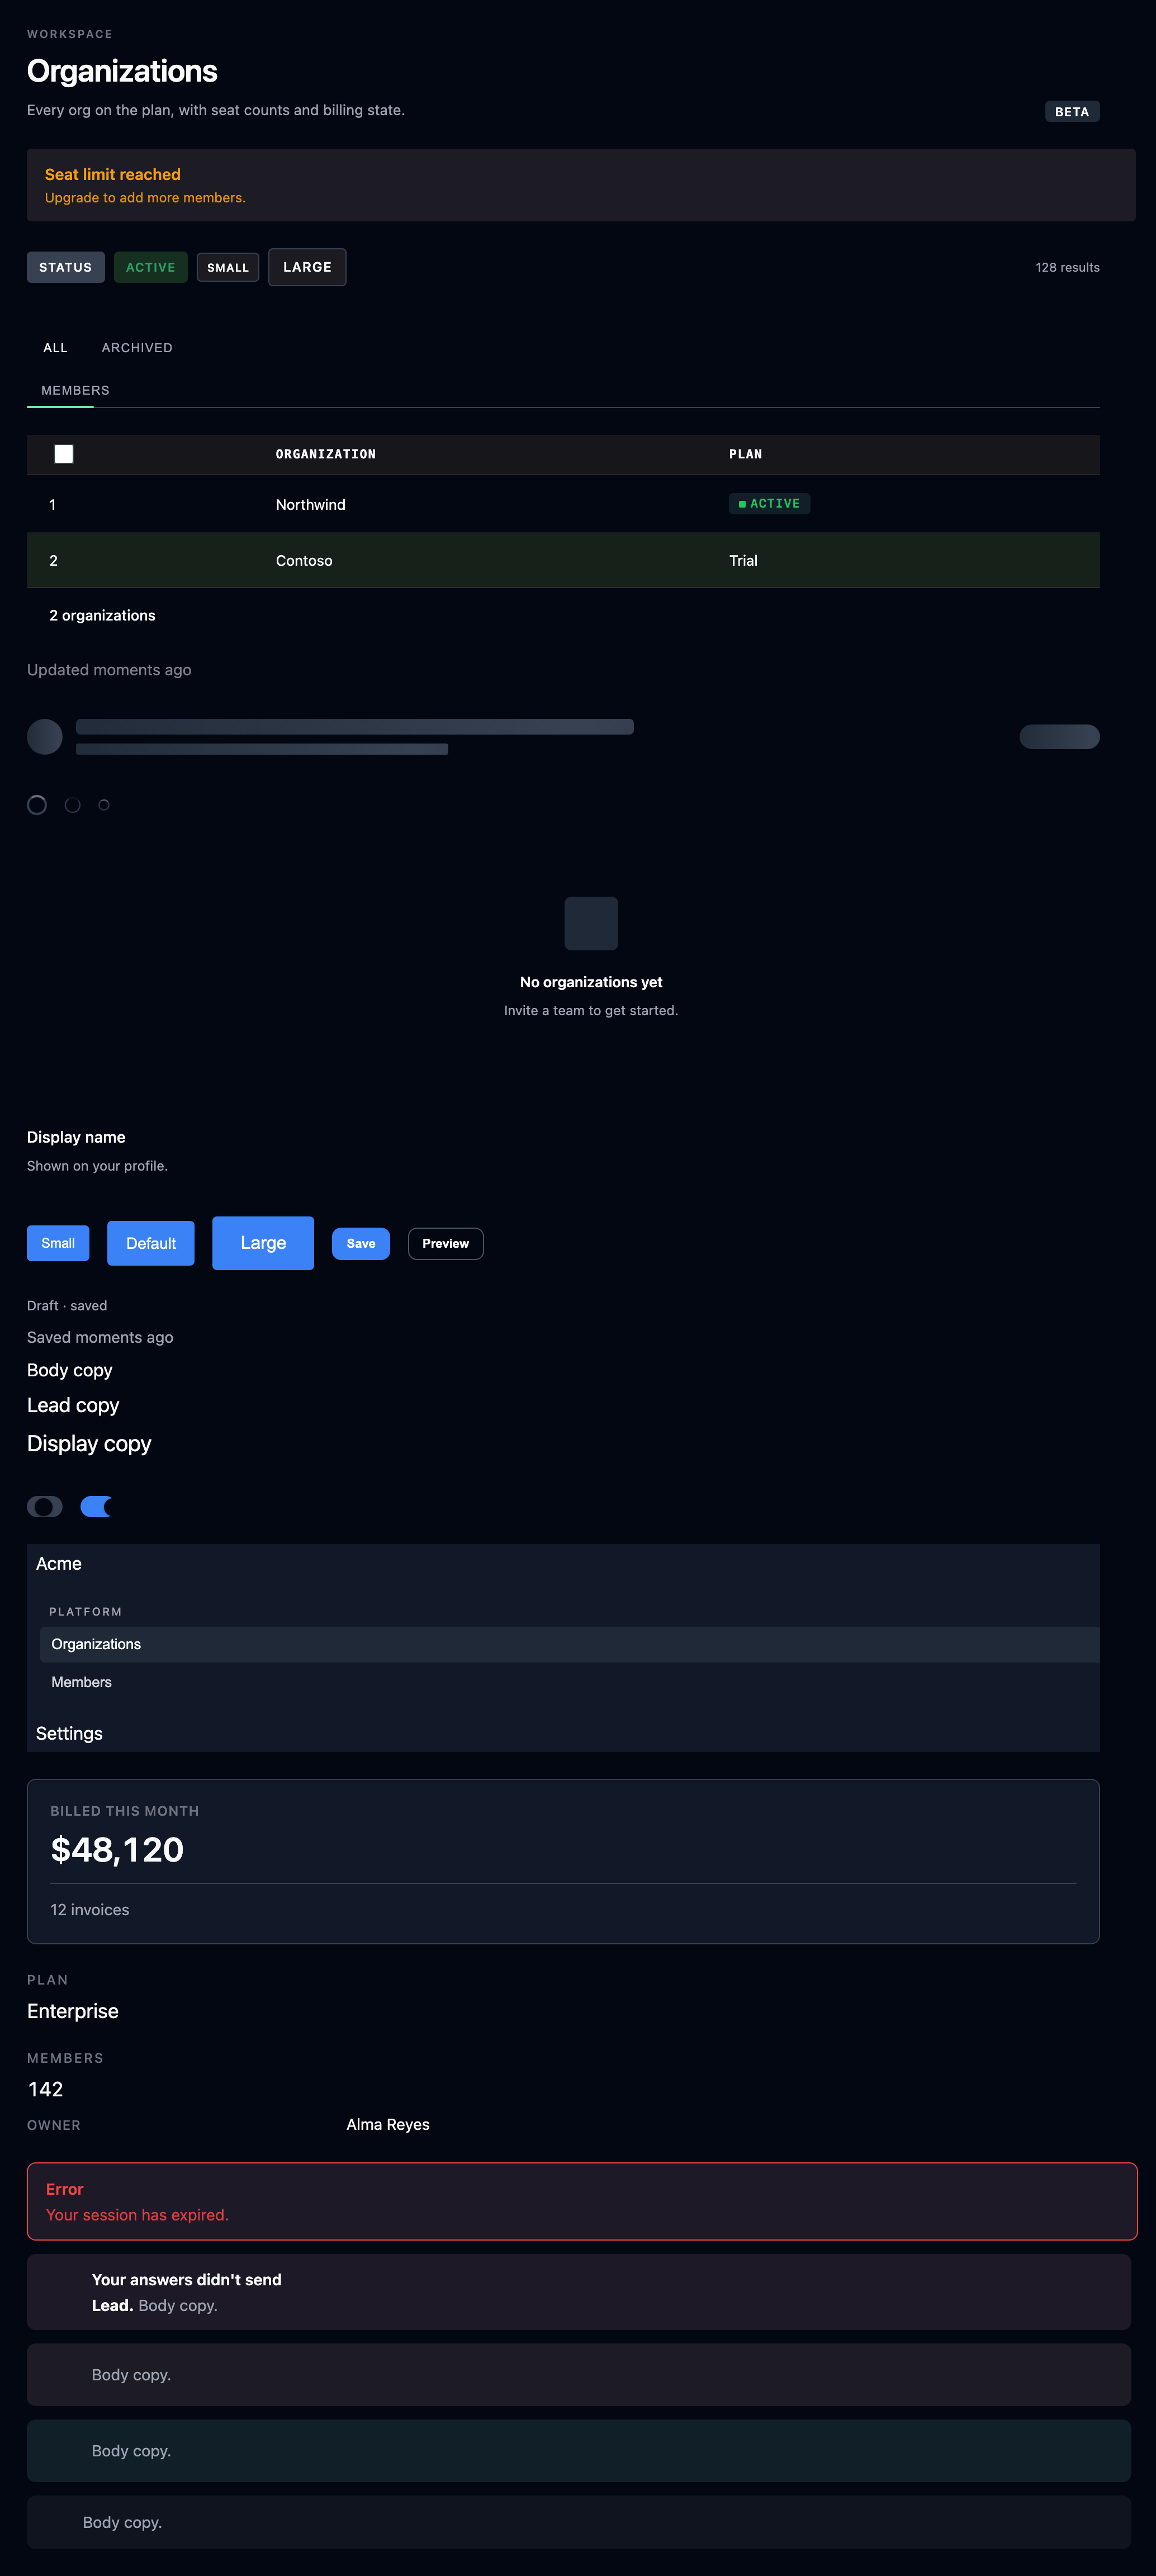 WORKSPACE
Organizations
Every org on the plan, with seat counts and billing state.
BETA
Seat limit reached
Upgrade to add more members.
STATUS ACTIVE SMALL LARGE 128 results
ALL ARCHIVED
MEMBERS
ORGANIZATION PLAN
1 Northwind ACTIVE
2 Contoso Trial
2 organizations
Updated moments ago
No organizations yet
Invite a team to get started.
Display name
Shown on your profile.
Small Default Large Save Preview
Draft · saved
Saved moments ago
Body copy
Lead copy
Display copy
Acme
PLATFORM
Organizations
Members
Settings
BILLED THIS MONTH
$48,120
12 invoices
PLAN
Enterprise
MEMBERS
142
OWNER Alma Reyes
Error
Your session has expired.
Your answers didn't send
Lead. Body copy.
Body copy.
Body copy.
Body copy.